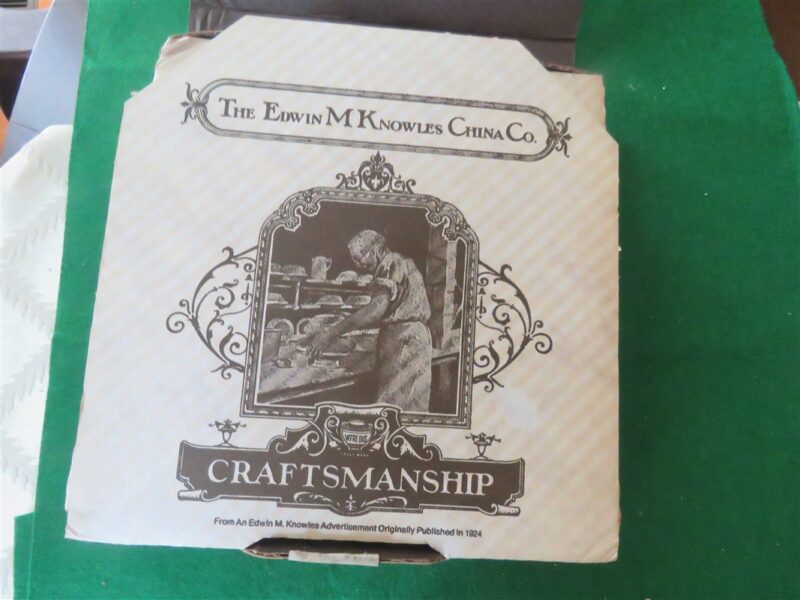 The Edwin M Knowles China Co.
CRAFTSMANSHIP
From An Edwin M. Knowles Advertisement Originally Published In 1924